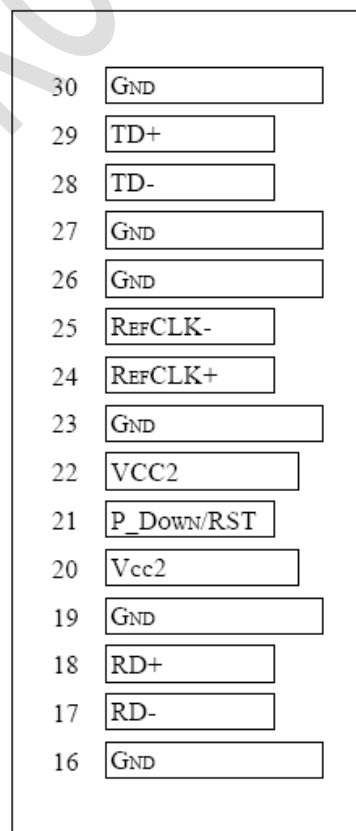 30 GND
29 TD+
28 TD-
27 GND
26 GND
25 REFCLK-
24 REFCLK+
23 GND
22 VCC2
21 P_DOWN/RST
20 Vcc2
19 GND
18 RD+
17 RD-
16 GND